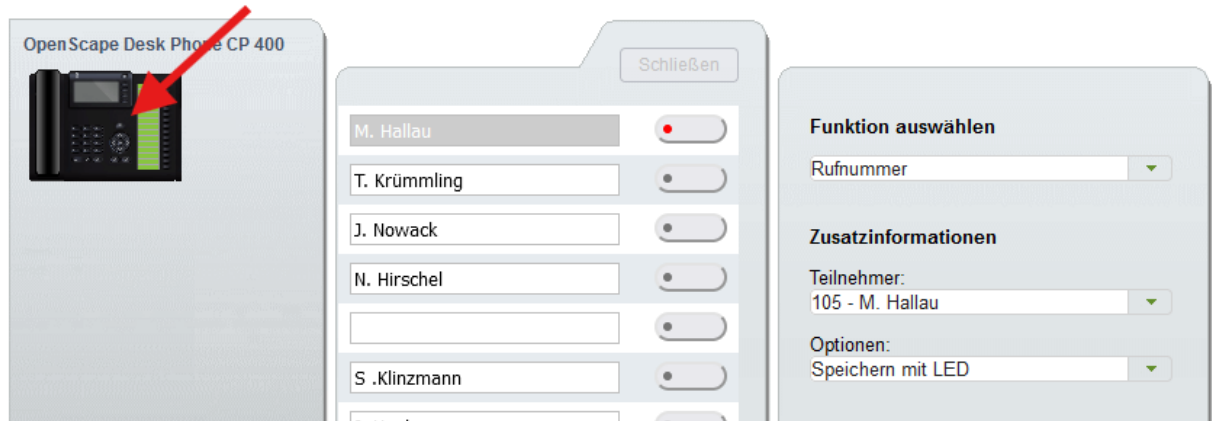 OpenScape Desk Phone CP 400
Schließen
M. Hallau
T. Krümmling
J. Nowack
N. Hirschel
S .Klinzmann
Funktion auswählen
Rufnummer
Zusatzinformationen
Teilnehmer:
105 - M. Hallau
Optionen:
Speichern mit LED